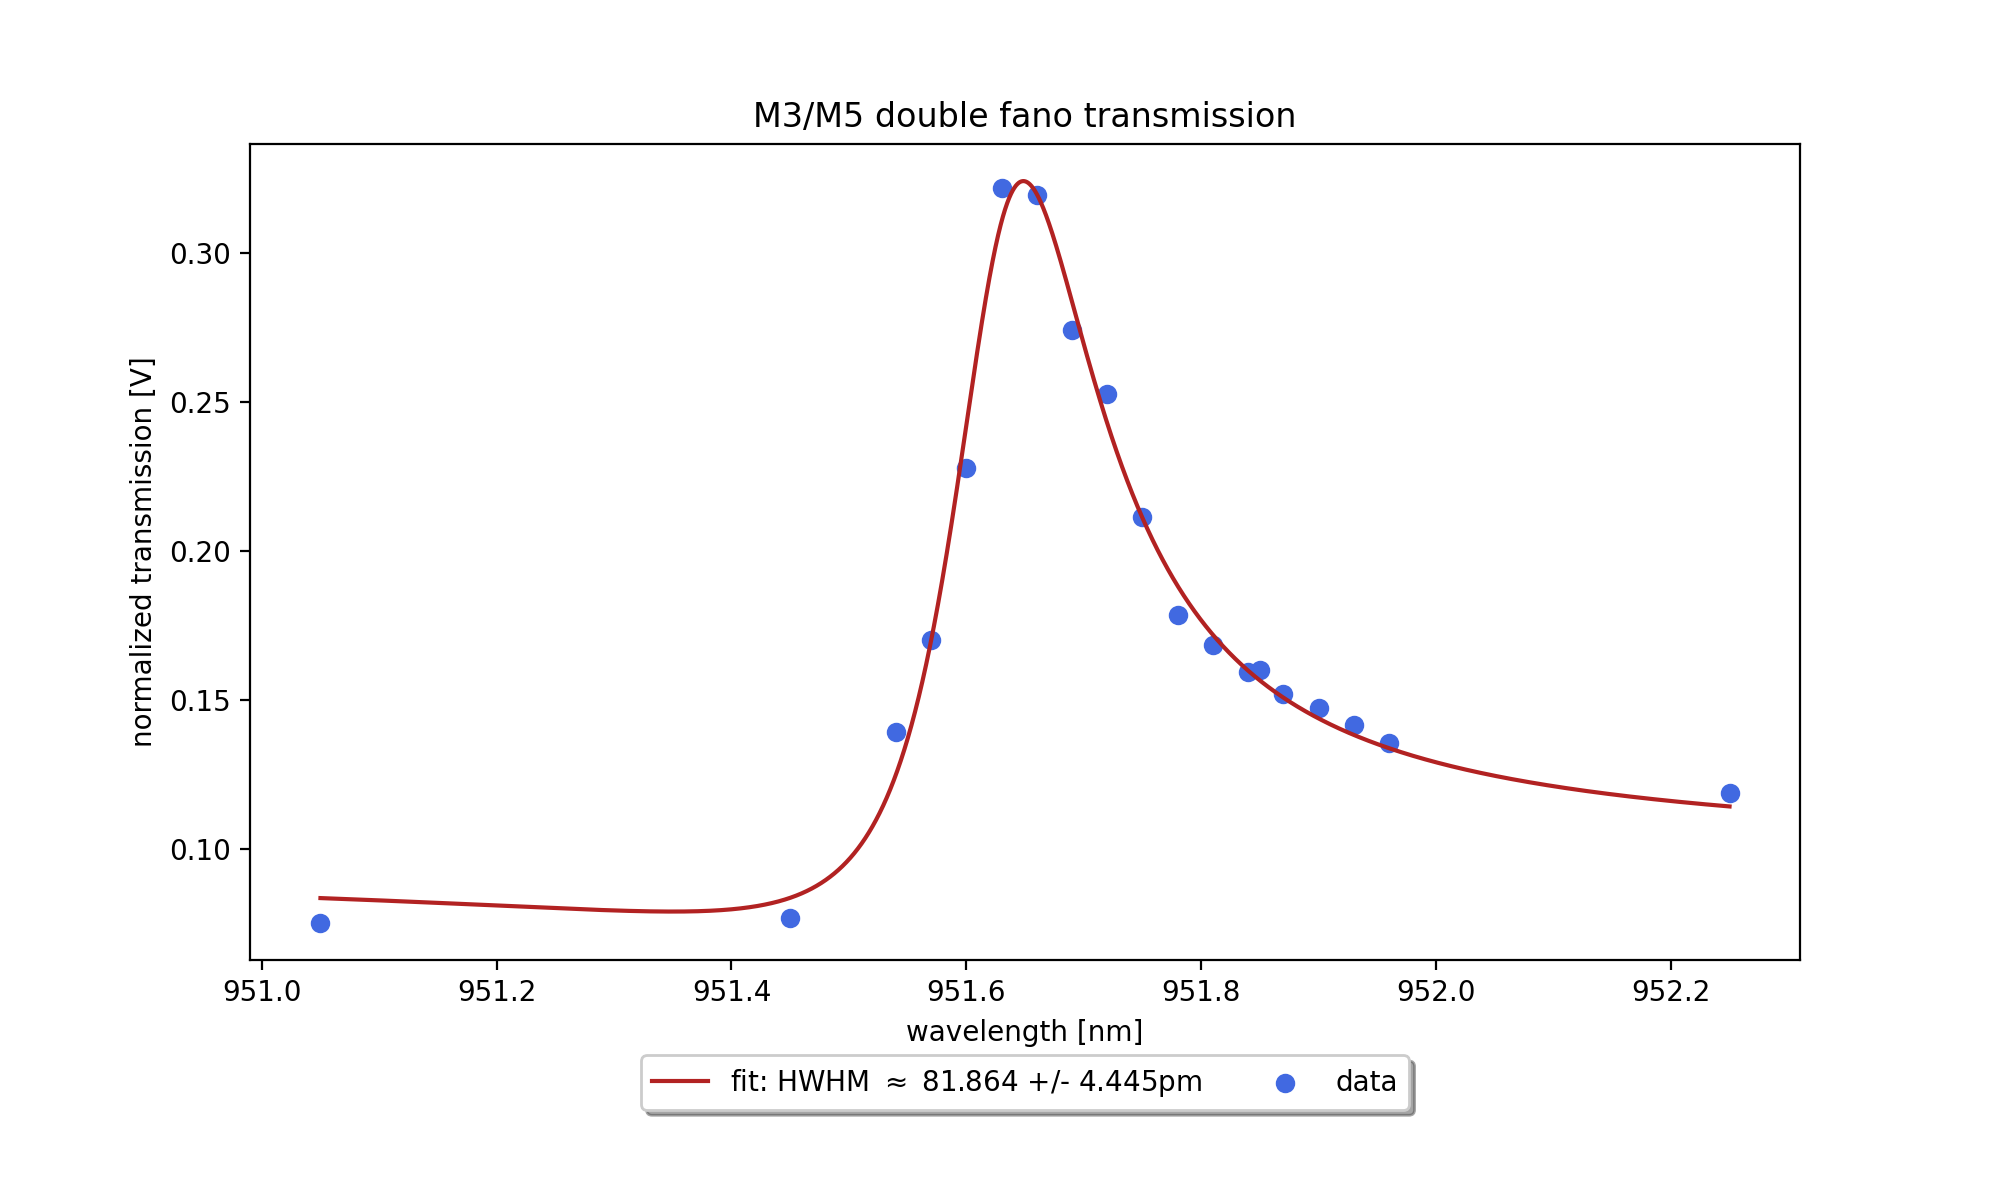 M3/M5 double fano transmission
normalized transmission [V]
0.30
0.25
0.20
0.15
0.10
951.0 951.2 951.4 951.6 951.8 952.0 952.2
wavelength [nm]
fit: HWHM ≈ 81.864 +/- 4.445pm data